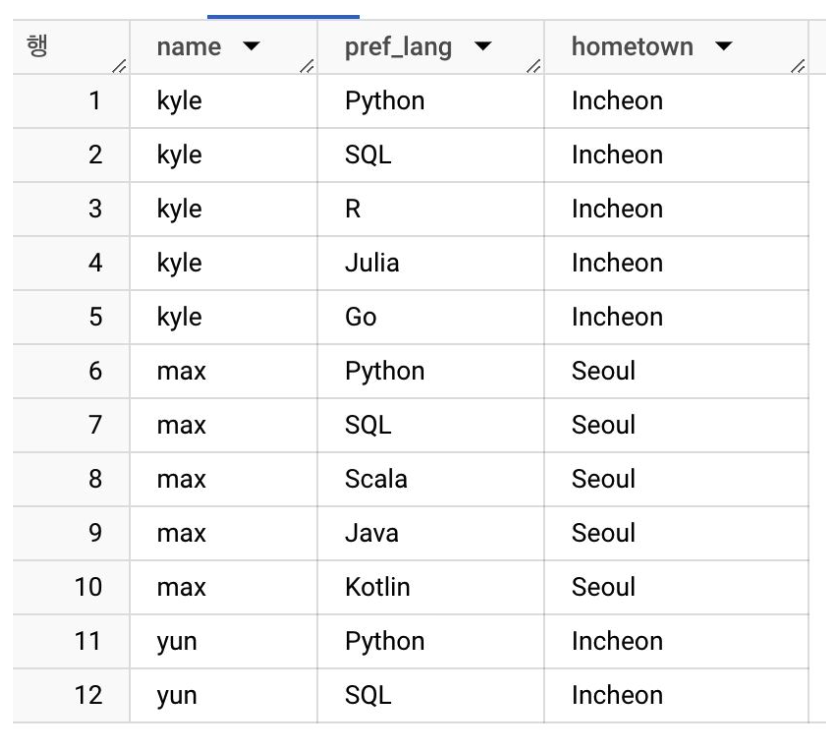 행 name pref_lang hometown
1 kyle Python Incheon
2 kyle SQL Incheon
3 kyle R Incheon
4 kyle Julia Incheon
5 kyle Go Incheon
6 max Python Seoul
7 max SQL Seoul
8 max Scala Seoul
9 max Java Seoul
10 max Kotlin Seoul
11 yun Python Incheon
12 yun SQL Incheon